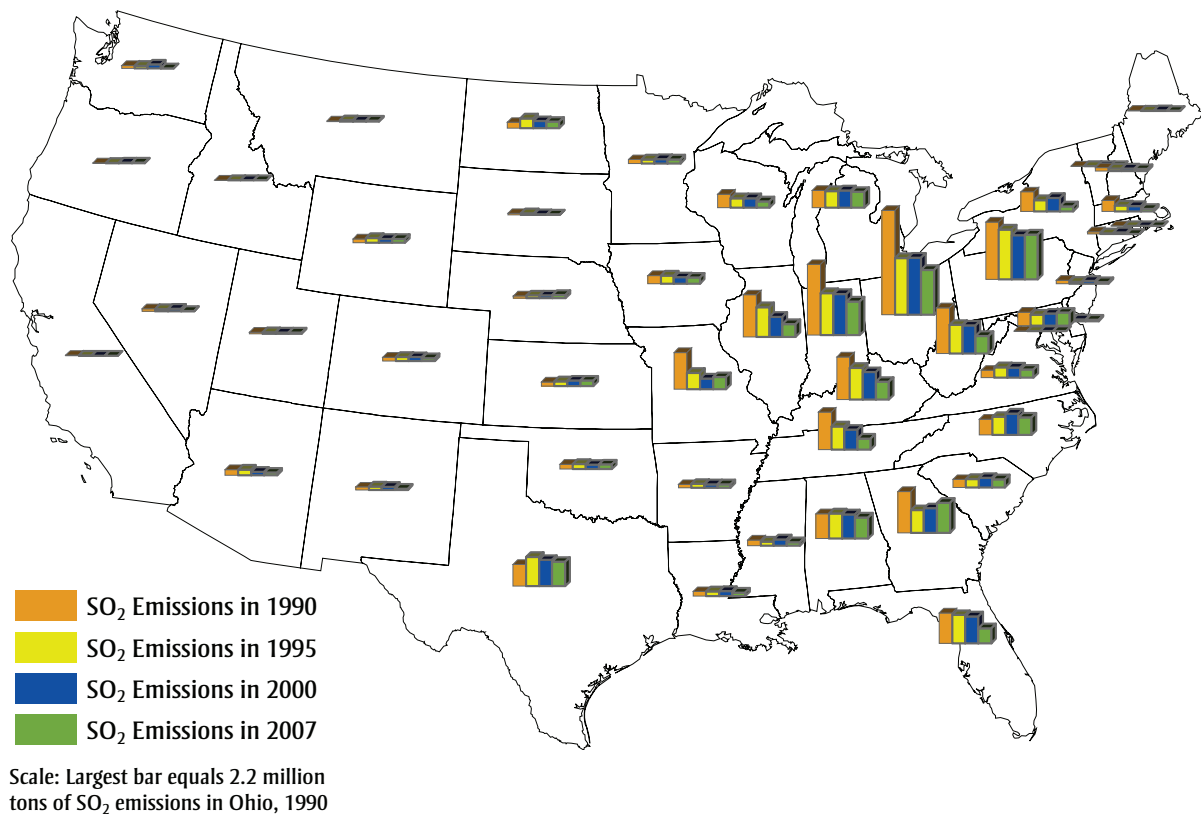 SO₂ Emissions in 1990
SO₂ Emissions in 1995
SO₂ Emissions in 2000
SO₂ Emissions in 2007
Scale: Largest bar equals 2.2 million
tons of SO₂ emissions in Ohio, 1990